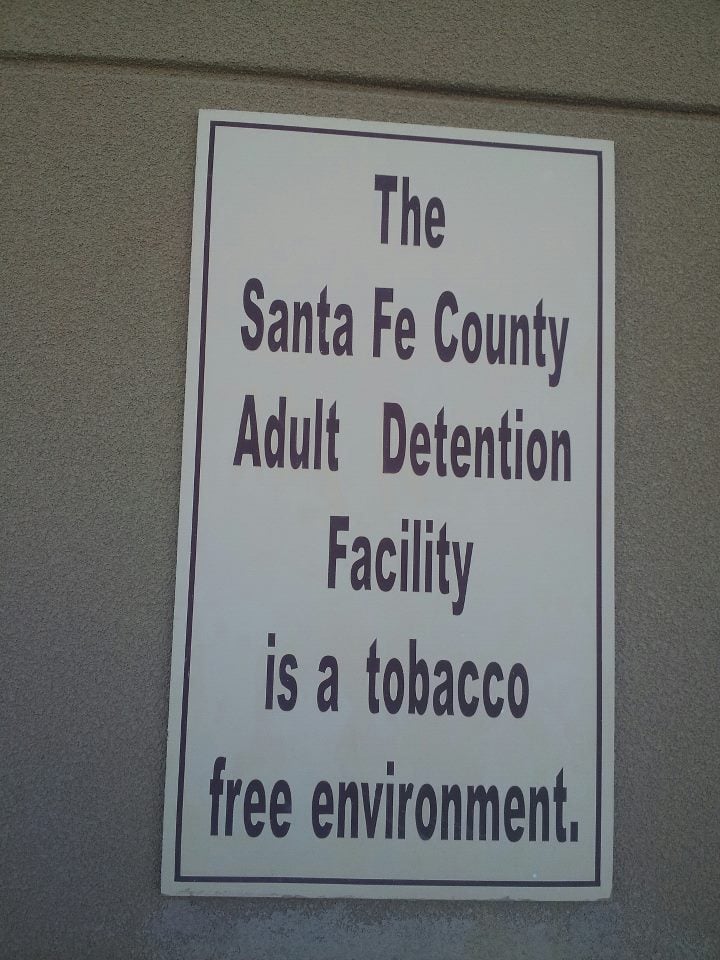 The
Santa Fe County
Adult Detention
Facility
is a tobacco
free environment.